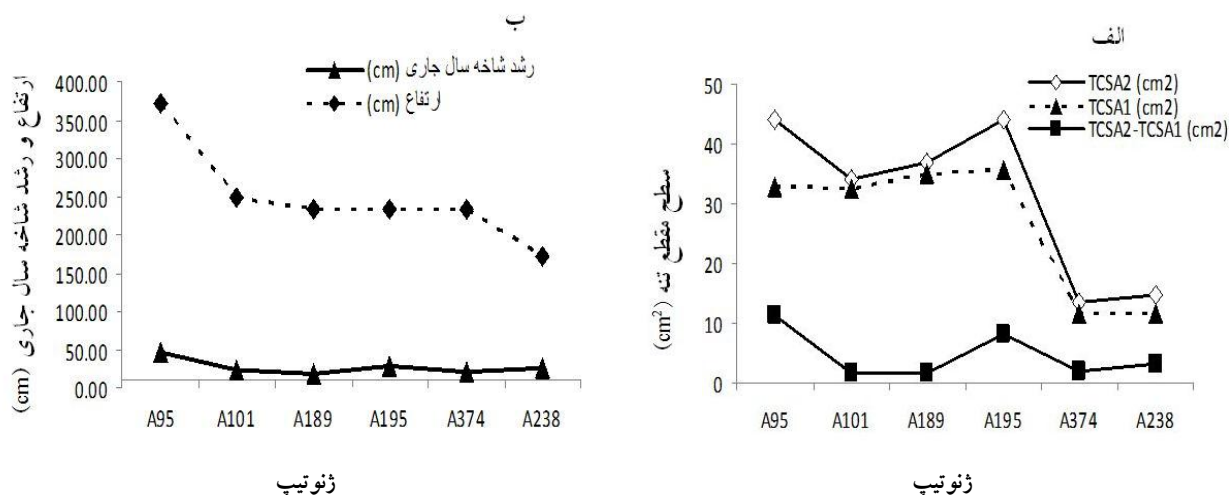 الف
TCSA2 (cm2)
TCSA1 (cm2)
TCSA2-TCSA1 (cm2)
سطح مقطع تنه (cm²)
50
40
30
20
10
0
A95 A101 A189 A195 A374 A238
ژنوتیپ
ب
رشد شاخه سال جاری (cm)
ارتفاع (cm)
ارتفاع و رشد شاخه سال جاری (cm)
400.00
350.00
300.00
250.00
200.00
150.00
100.00
50.00
0.00
A95 A101 A189 A195 A374 A238
ژنوتیپ